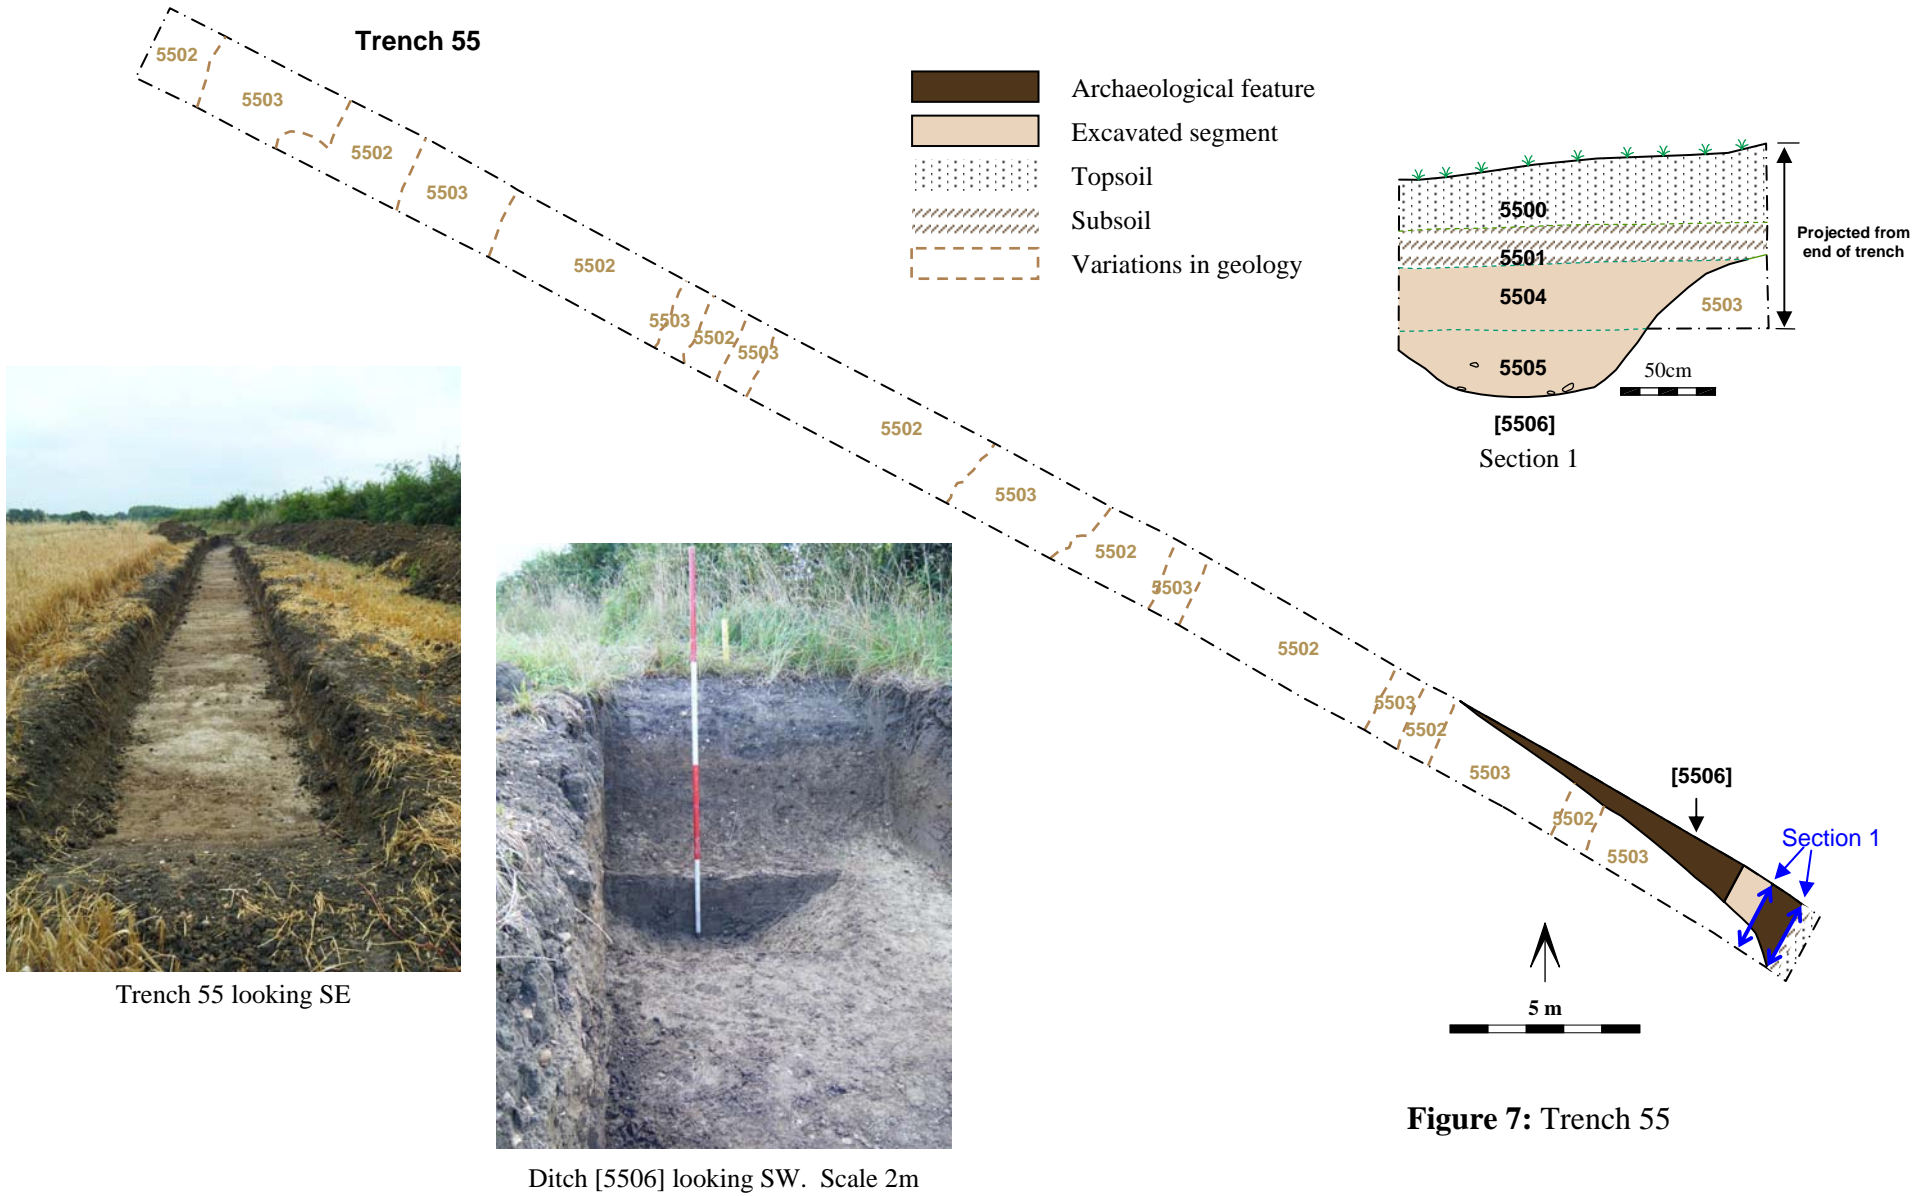 Trench 55
5502
5503
5502
5503
5502
5503
5502
5503
5502
5503
5502
5503
5502
5503
5502
5503
5502
5503
[5506]
Section 1
Archaeological feature
Excavated segment
Topsoil
Subsoil
Variations in geology
5500
5501
5504
5503
5505
[5506]
Section 1
50cm
Projected from
end of trench
Trench 55 looking SE
Ditch [5506] looking SW. Scale 2m
5 m
Figure 7: Trench 55